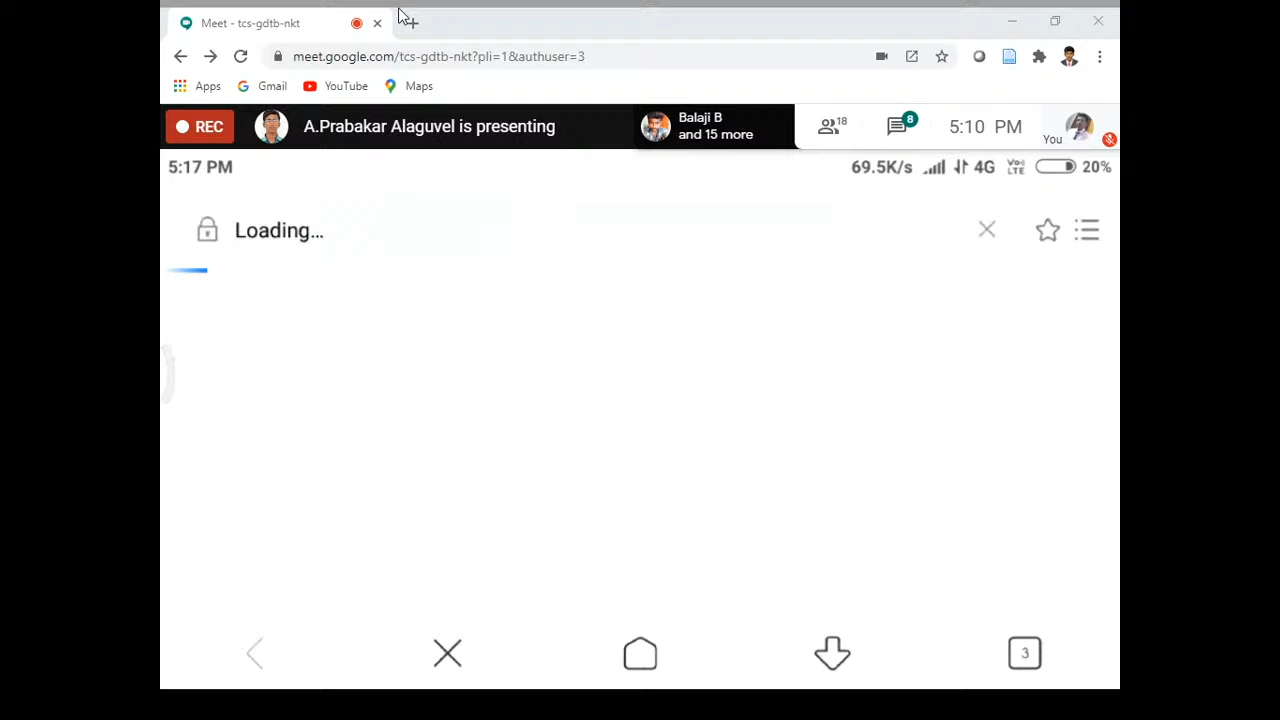 Meet - tcs-gdtb-nkt
meet.google.com/tcs-gdtb-nkt?pli=1&authuser=3
Apps Gmail YouTube Maps
REC A.Prabakar Alaguvel is presenting Balaji B
and 15 more 18 8 5:10 PM You
5:17 PM 69.5K/s 4G Vo)) LTE 20%
Loading...
3